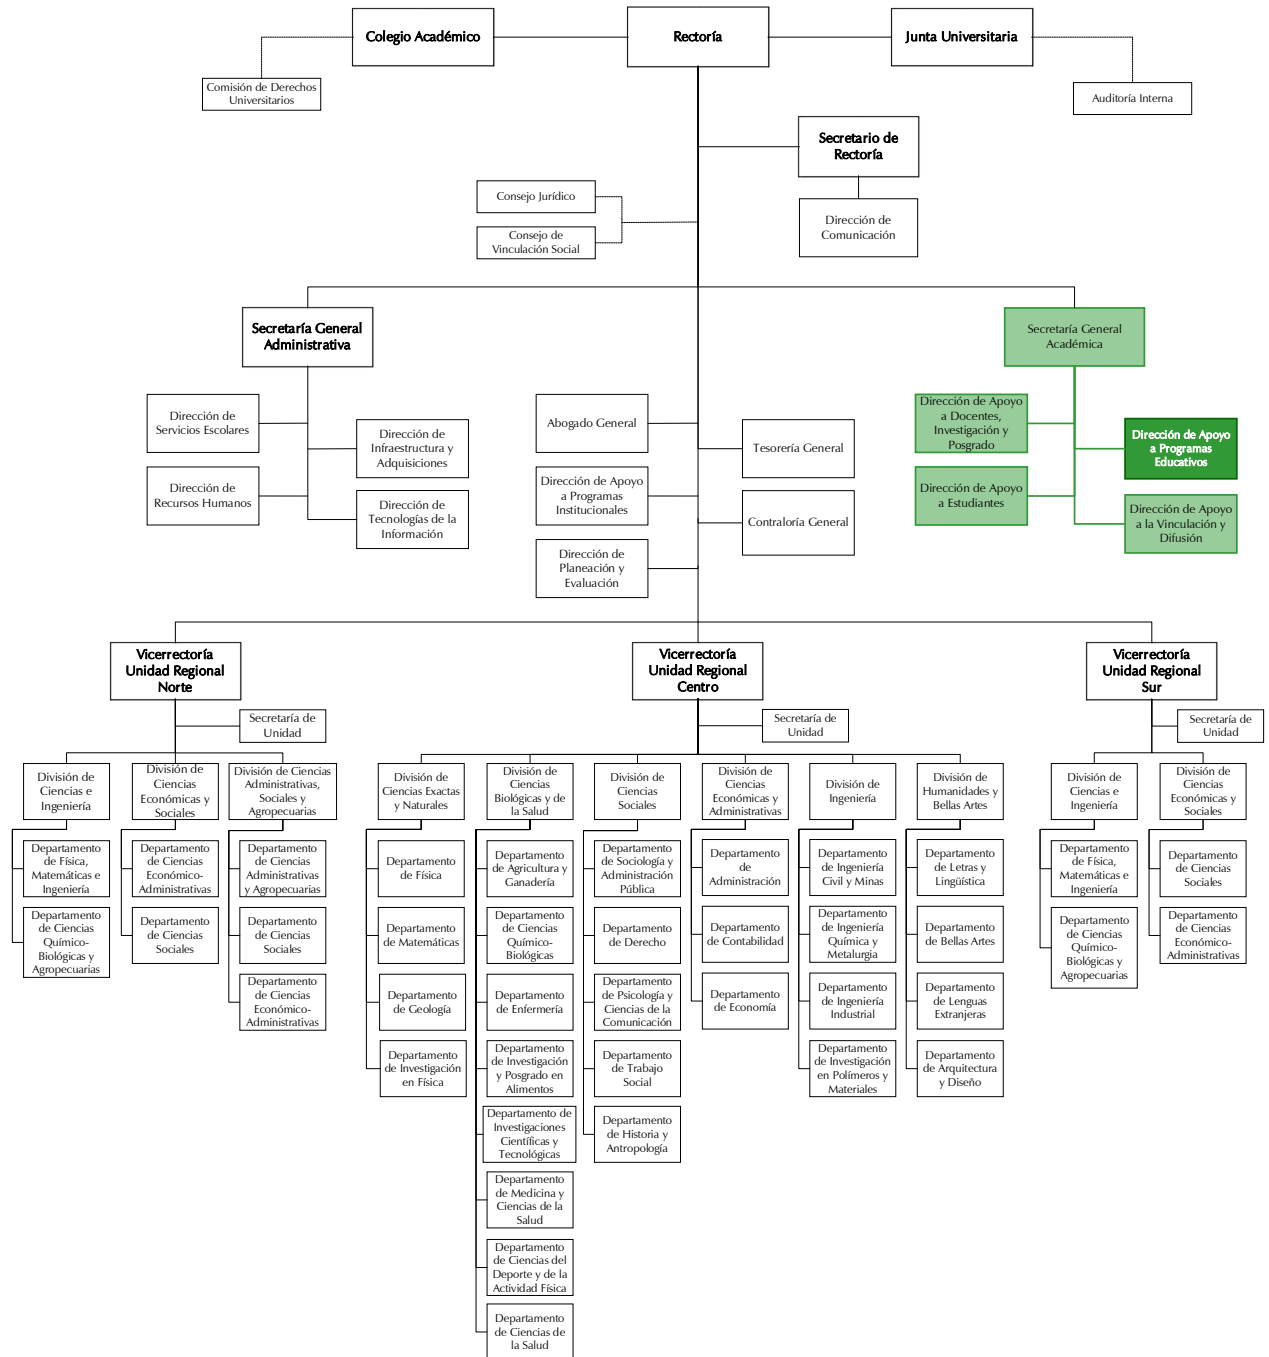 Colegio Académico
Rectoría
Junta Universitaria
Comisión de Derechos
Universitarios
Auditoría Interna
Secretario de
Rectoría
Consejo Jurídico
Dirección de
Comunicación
Consejo de
Vinculación Social
Secretaría General
Administrativa
Secretaría General
Académica
Dirección de
Servicios Escolares
Dirección de
Infraestructura y
Adquisiciones
Dirección de
Recursos Humanos
Dirección de
Tecnologías de la
Información
Abogado General
Tesorería General
Dirección de Apoyo
a Programas
Institucionales
Contraloría General
Dirección de
Planeación y
Evaluación
Dirección de Apoyo
a Docentes,
Investigación y
Posgrado
Dirección de Apoyo
a Programas
Educativos
Dirección de Apoyo
a Estudiantes
Dirección de Apoyo
a la Vinculación y
Difusión
Vicerrectoría
Unidad Regional
Norte
Vicerrectoría
Unidad Regional
Centro
Vicerrectoría
Unidad Regional
Sur
Secretaría de
Unidad
Secretaría de
Unidad
Secretaría de
Unidad
División de
Ciencias e
Ingeniería
División de
Ciencias
Económicas y
Sociales
División de Ciencias
Administrativas,
Sociales y
Agropecuarias
División de
Ciencias Exactas
y Naturales
División de
Ciencias
Biológicas y de
la Salud
División de
Ciencias
Sociales
División de
Ciencias
Económicas y
Administrativas
División de
Ingeniería
División de
Humanidades y
Bellas Artes
División de
Ciencias e
Ingeniería
División de
Ciencias
Económicas y
Sociales
Departamento
de Física,
Matemáticas e
Ingeniería
Departamento
de Ciencias
Económico-
Administrativas
Departamento
de Ciencias
Administrativas
y Agropecuarias
Departamento
de Física
Departamento
de Agricultura y
Ganadería
Departamento
de Sociología y
Administración
Pública
Departamento
de
Administración
Departamento
de Ingeniería
Civil y Minas
Departamento
de Letras y
Lingüística
Departamento
de Física,
Matemáticas e
Ingeniería
Departamento
de Ciencias
Sociales
Departamento
de Ciencias
Químico-
Biológicas y
Agropecuarias
Departamento
de Ciencias
Sociales
Departamento
de Ciencias
Sociales
Departamento
de Matemáticas
Departamento
de Ciencias
Químico-
Biológicas
Departamento
de Derecho
Departamento
de Contabilidad
Departamento
de Ingeniería
Química y
Metalurgia
Departamento
de Bellas Artes
Departamento
de Ciencias
Químico-
Biológicas y
Agropecuarias
Departamento
de Ciencias
Económico-
Administrativas
Departamento
de Ciencias
Económico-
Administrativas
Departamento
de Geología
Departamento
de Enfermería
Departamento
de Psicología y
Ciencias de la
Comunicación
Departamento
de Economía
Departamento
de Ingeniería
Industrial
Departamento
de Lenguas
Extranjeras
Departamento
de Investigación
en Física
Departamento
de Investigación
y Posgrado en
Alimentos
Departamento
de Trabajo
Social
Departamento
de Investigación
en Polímeros y
Materiales
Departamento
de Arquitectura
y Diseño
Departamento de
Investigaciones
Científicas y
Tecnológicas
Departamento
de Historia y
Antropología
Departamento
de Medicina y
Ciencias de la
Salud
Departamento
de Ciencias del
Deporte y de la
Actividad Física
Departamento
de Ciencias de
la Salud